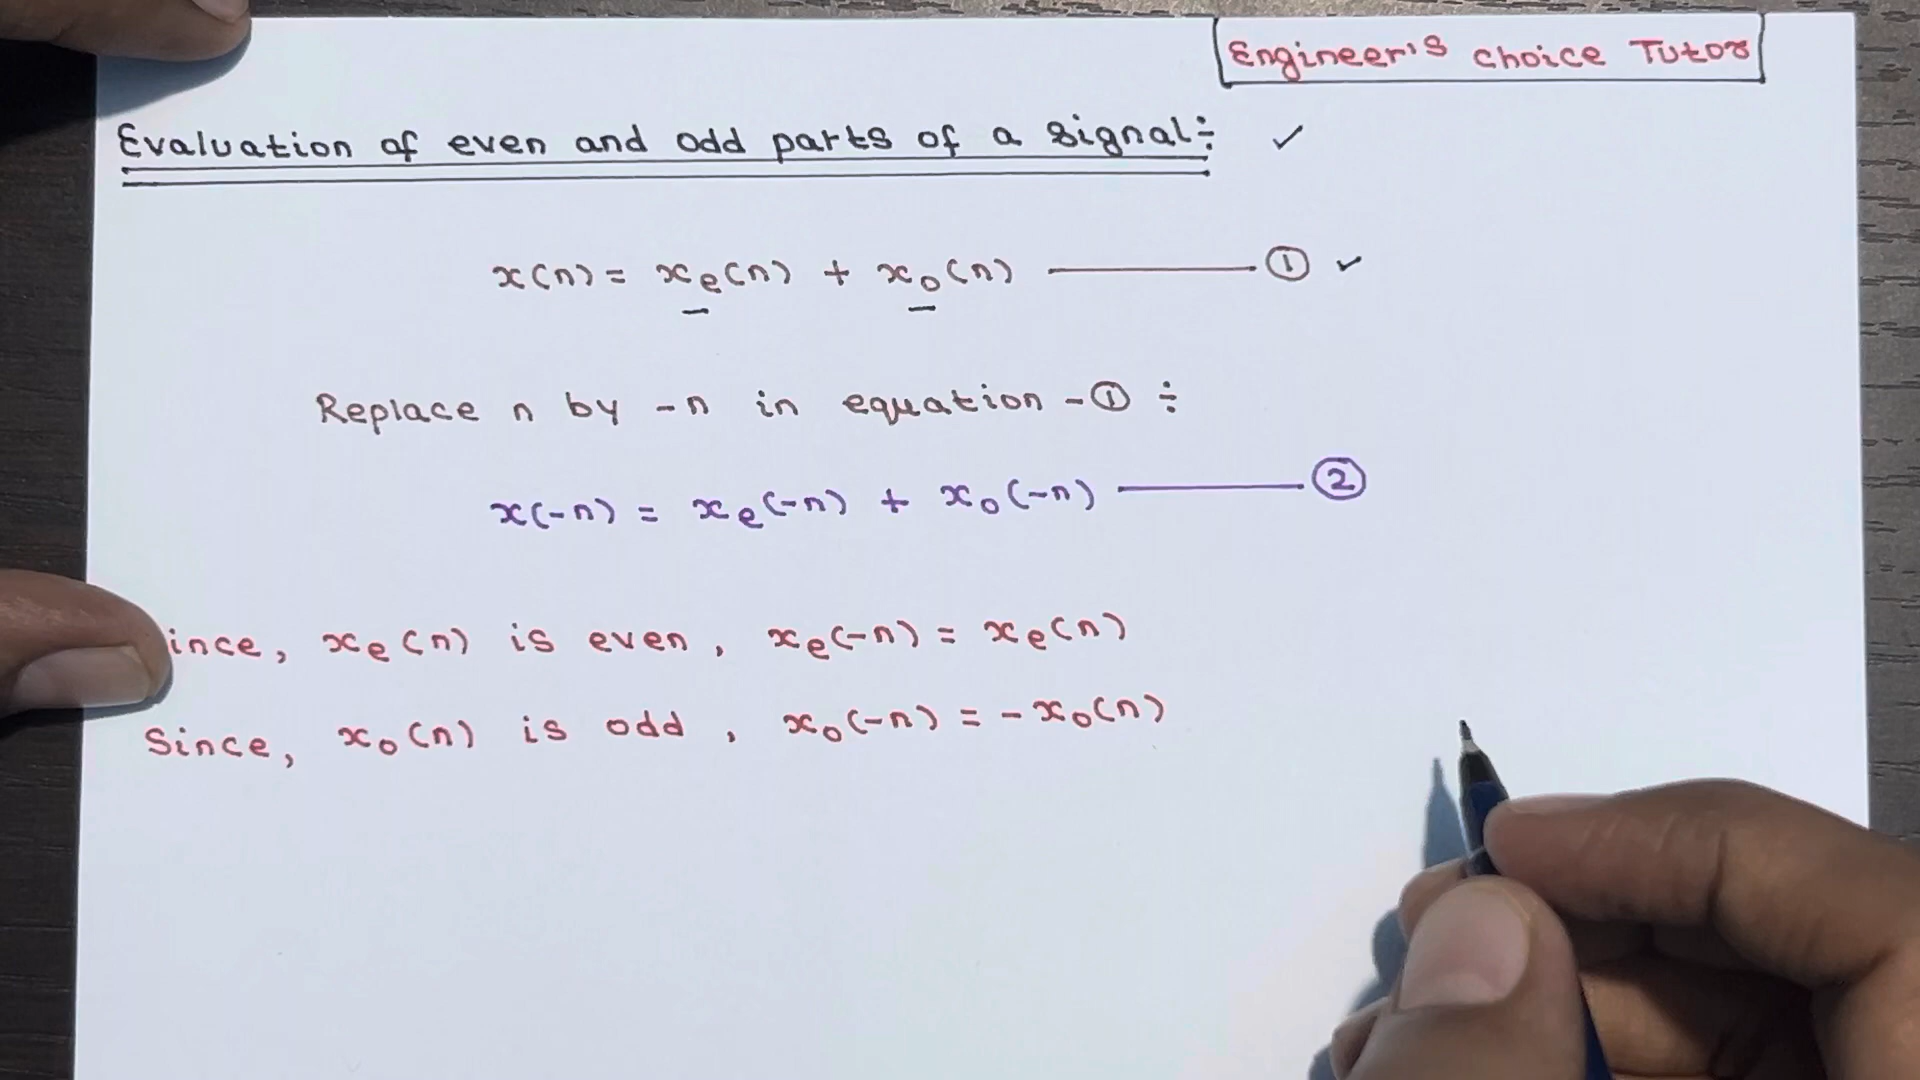 Engineer's choice Tutor
Evaluation of even and odd parts of a signal:
x(n) = xₑ(n) + xₒ(n) ——— ①
Replace n by -n in equation - ① :
x(-n) = xₑ(-n) + xₒ(-n) ——— ②
ince, xₑ(n) is even, xₑ(-n) = xₑ(n)
Since, xₒ(n) is odd, xₒ(-n) = -xₒ(n)